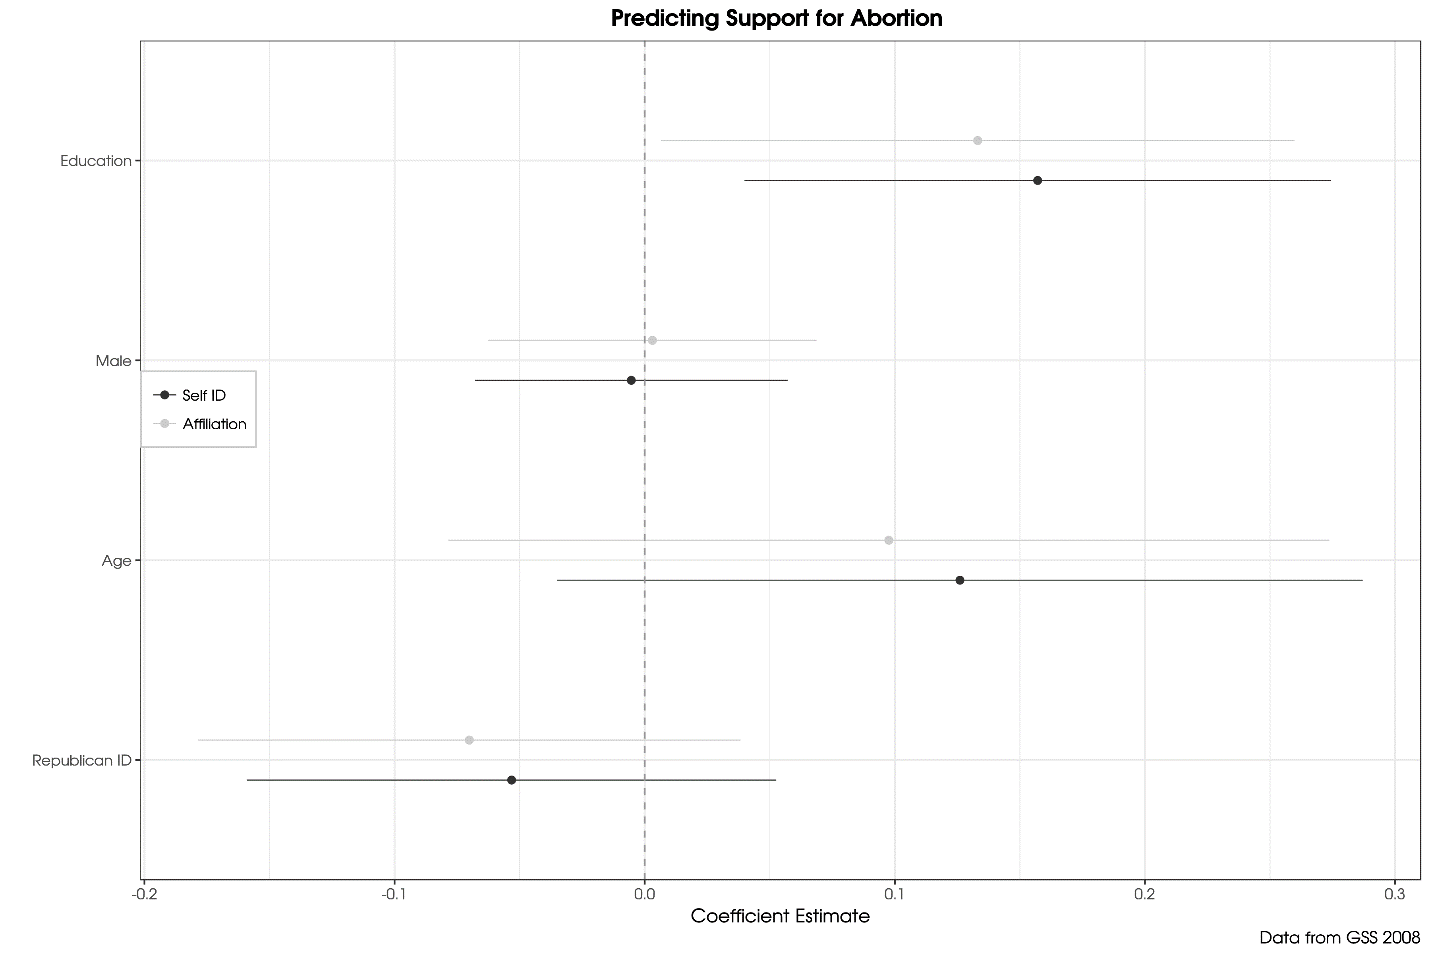 Predicting Support for Abortion
Education
Male
Self ID
Affiliation
Age
Republican ID
-0.2 -0.1 0.0 0.1 0.2 0.3
Coefficient Estimate
Data from GSS 2008